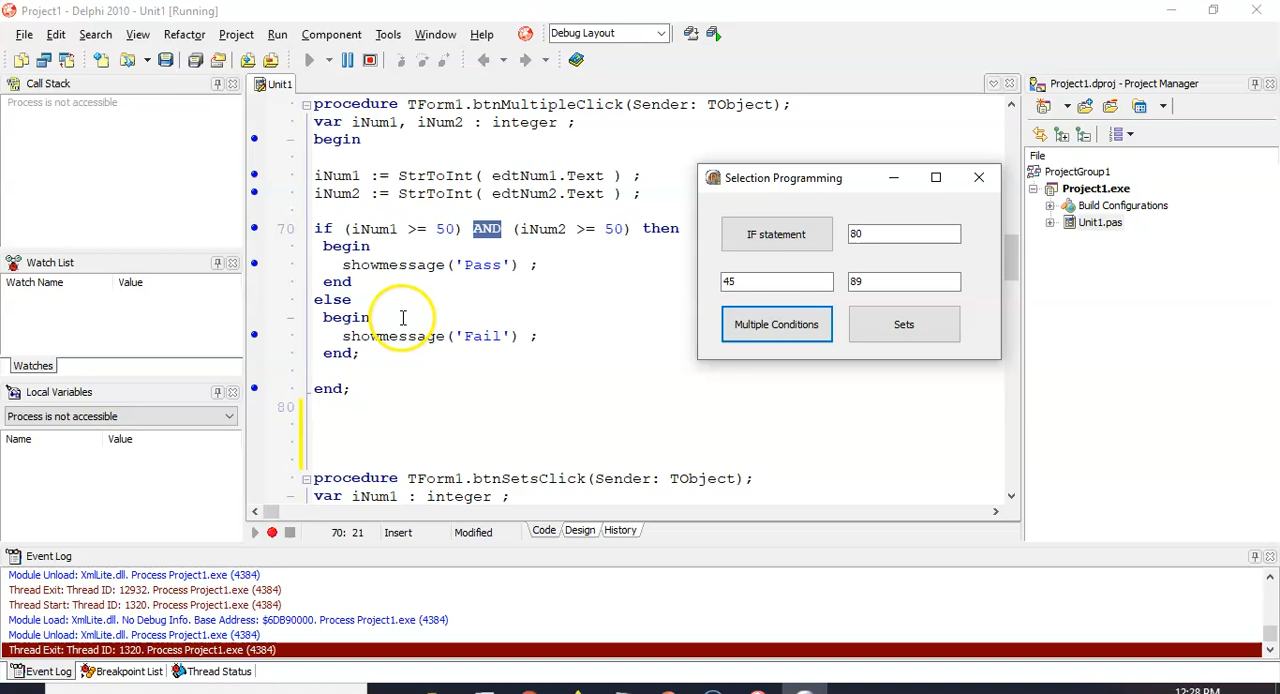 Project1 - Delphi 2010 - Unit1 [Running]
File Edit Search View Refactor Project Run Component Tools Window Help Debug Layout
Call Stack
Process is not accessible
Watch List
Watch Name Value
Watches
Local Variables
Process is not accessible
Name Value
Unit1
procedure TForm1.btnMultipleClick(Sender: TObject);
var iNum1, iNum2 : integer ;
begin
iNum1 := StrToInt( edtNum1.Text ) ;
iNum2 := StrToInt( edtNum2.Text ) ;
70 if (iNum1 >= 50) AND (iNum2 >= 50) then
begin
showmessage('Pass') ;
end
else
begin
showmessage('Fail') ;
end;
end;
80
procedure TForm1.btnSetsClick(Sender: TObject);
var iNum1 : integer ;
70: 21 Insert Modified Code Design History
Selection Programming
IF statement 80
45 89
Multiple Conditions Sets
Project1.dproj - Project Manager
File
ProjectGroup1
Project1.exe
Build Configurations
Unit1.pas
Event Log
Module Unload: XmlLite.dll. Process Project1.exe (4384)
Thread Exit: Thread ID: 12932. Process Project1.exe (4384)
Thread Start: Thread ID: 1320. Process Project1.exe (4384)
Module Load: XmlLite.dll. No Debug Info. Base Address: $6DB90000. Process Project1.exe (4384)
Module Unload: XmlLite.dll. Process Project1.exe (4384)
Thread Exit: Thread ID: 1320. Process Project1.exe (4384)
Event Log Breakpoint List Thread Status
12:28 PM